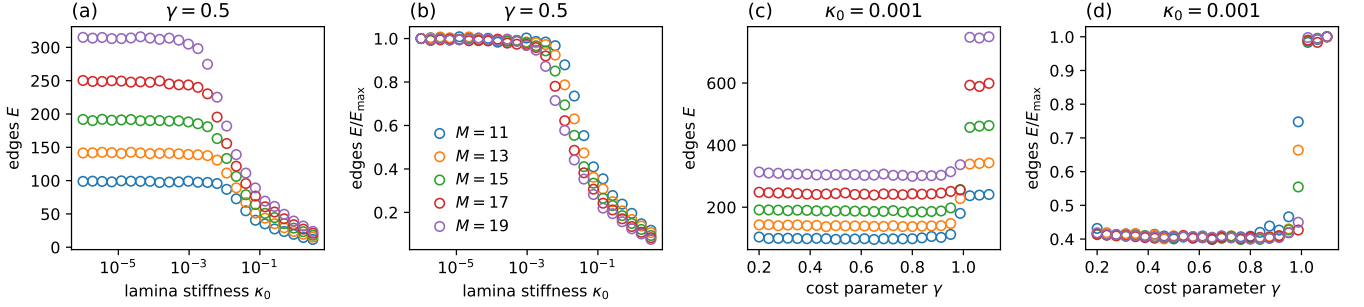 (a)
γ = 0.5
edges E
300
250
200
150
100
50
0
10⁻⁵
10⁻³
10⁻¹
lamina stiffness κ₀
(b)
γ = 0.5
edges E/Eₘₐₓ
1.0
0.8
0.6
0.4
0.2
M = 11
M = 13
M = 15
M = 17
M = 19
10⁻⁵
10⁻³
10⁻¹
lamina stiffness κ₀
(c)
κ₀ = 0.001
edges E
600
400
200
0.2
0.4
0.6
0.8
1.0
cost parameter γ
(d)
κ₀ = 0.001
edges E/Eₘₐₓ
1.0
0.9
0.8
0.7
0.6
0.5
0.4
0.2
0.4
0.6
0.8
1.0
cost parameter γ